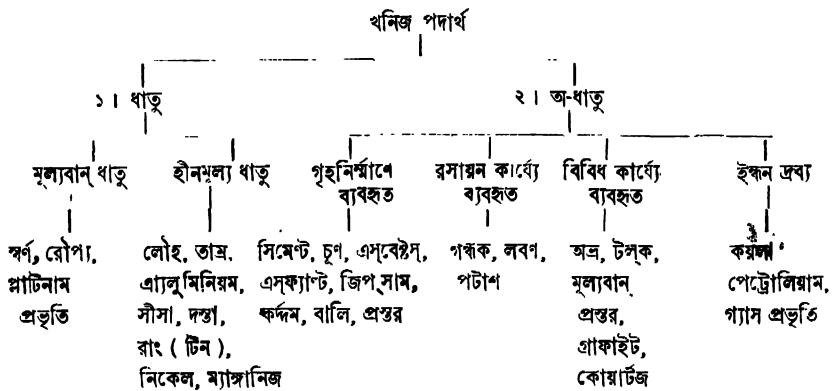 খনিজ পদার্থ
১। ধাতু
২। অ-ধাতু
মূল্যবান্ ধাতু
হীনমূল্য ধাতু
গৃহনির্ম্মাণে
ব্যবহৃত
রসায়ন কার্য্যে
ব্যবহৃত
বিবিধ কার্য্যে
ব্যবহৃত
ইন্ধন দ্রব্য
স্বর্ণ, রৌপ্য,
প্লাটিনাম
প্রভৃতি
লৌহ, তাম্র,
এ্যালুমিনিয়ম,
সীসা, দস্তা,
রাং ( টিন ),
নিকেল, ম্যাঙ্গানিজ
সিমেণ্ট, চূণ, এস্‌বেষ্টস্,
এস্‌ফ্যাণ্ট, জিপ্‌সাম,
কর্দ্দম, বালি, প্রস্তর
গন্ধক, লবণ,
পটাশ
অভ্র, টল্‌ক,
মূল্যবান্
প্রস্তর,
গ্রাফাইট,
কোয়ার্টজ
কয়লা
পেট্রোলিয়াম,
গ্যাস প্রভৃতি